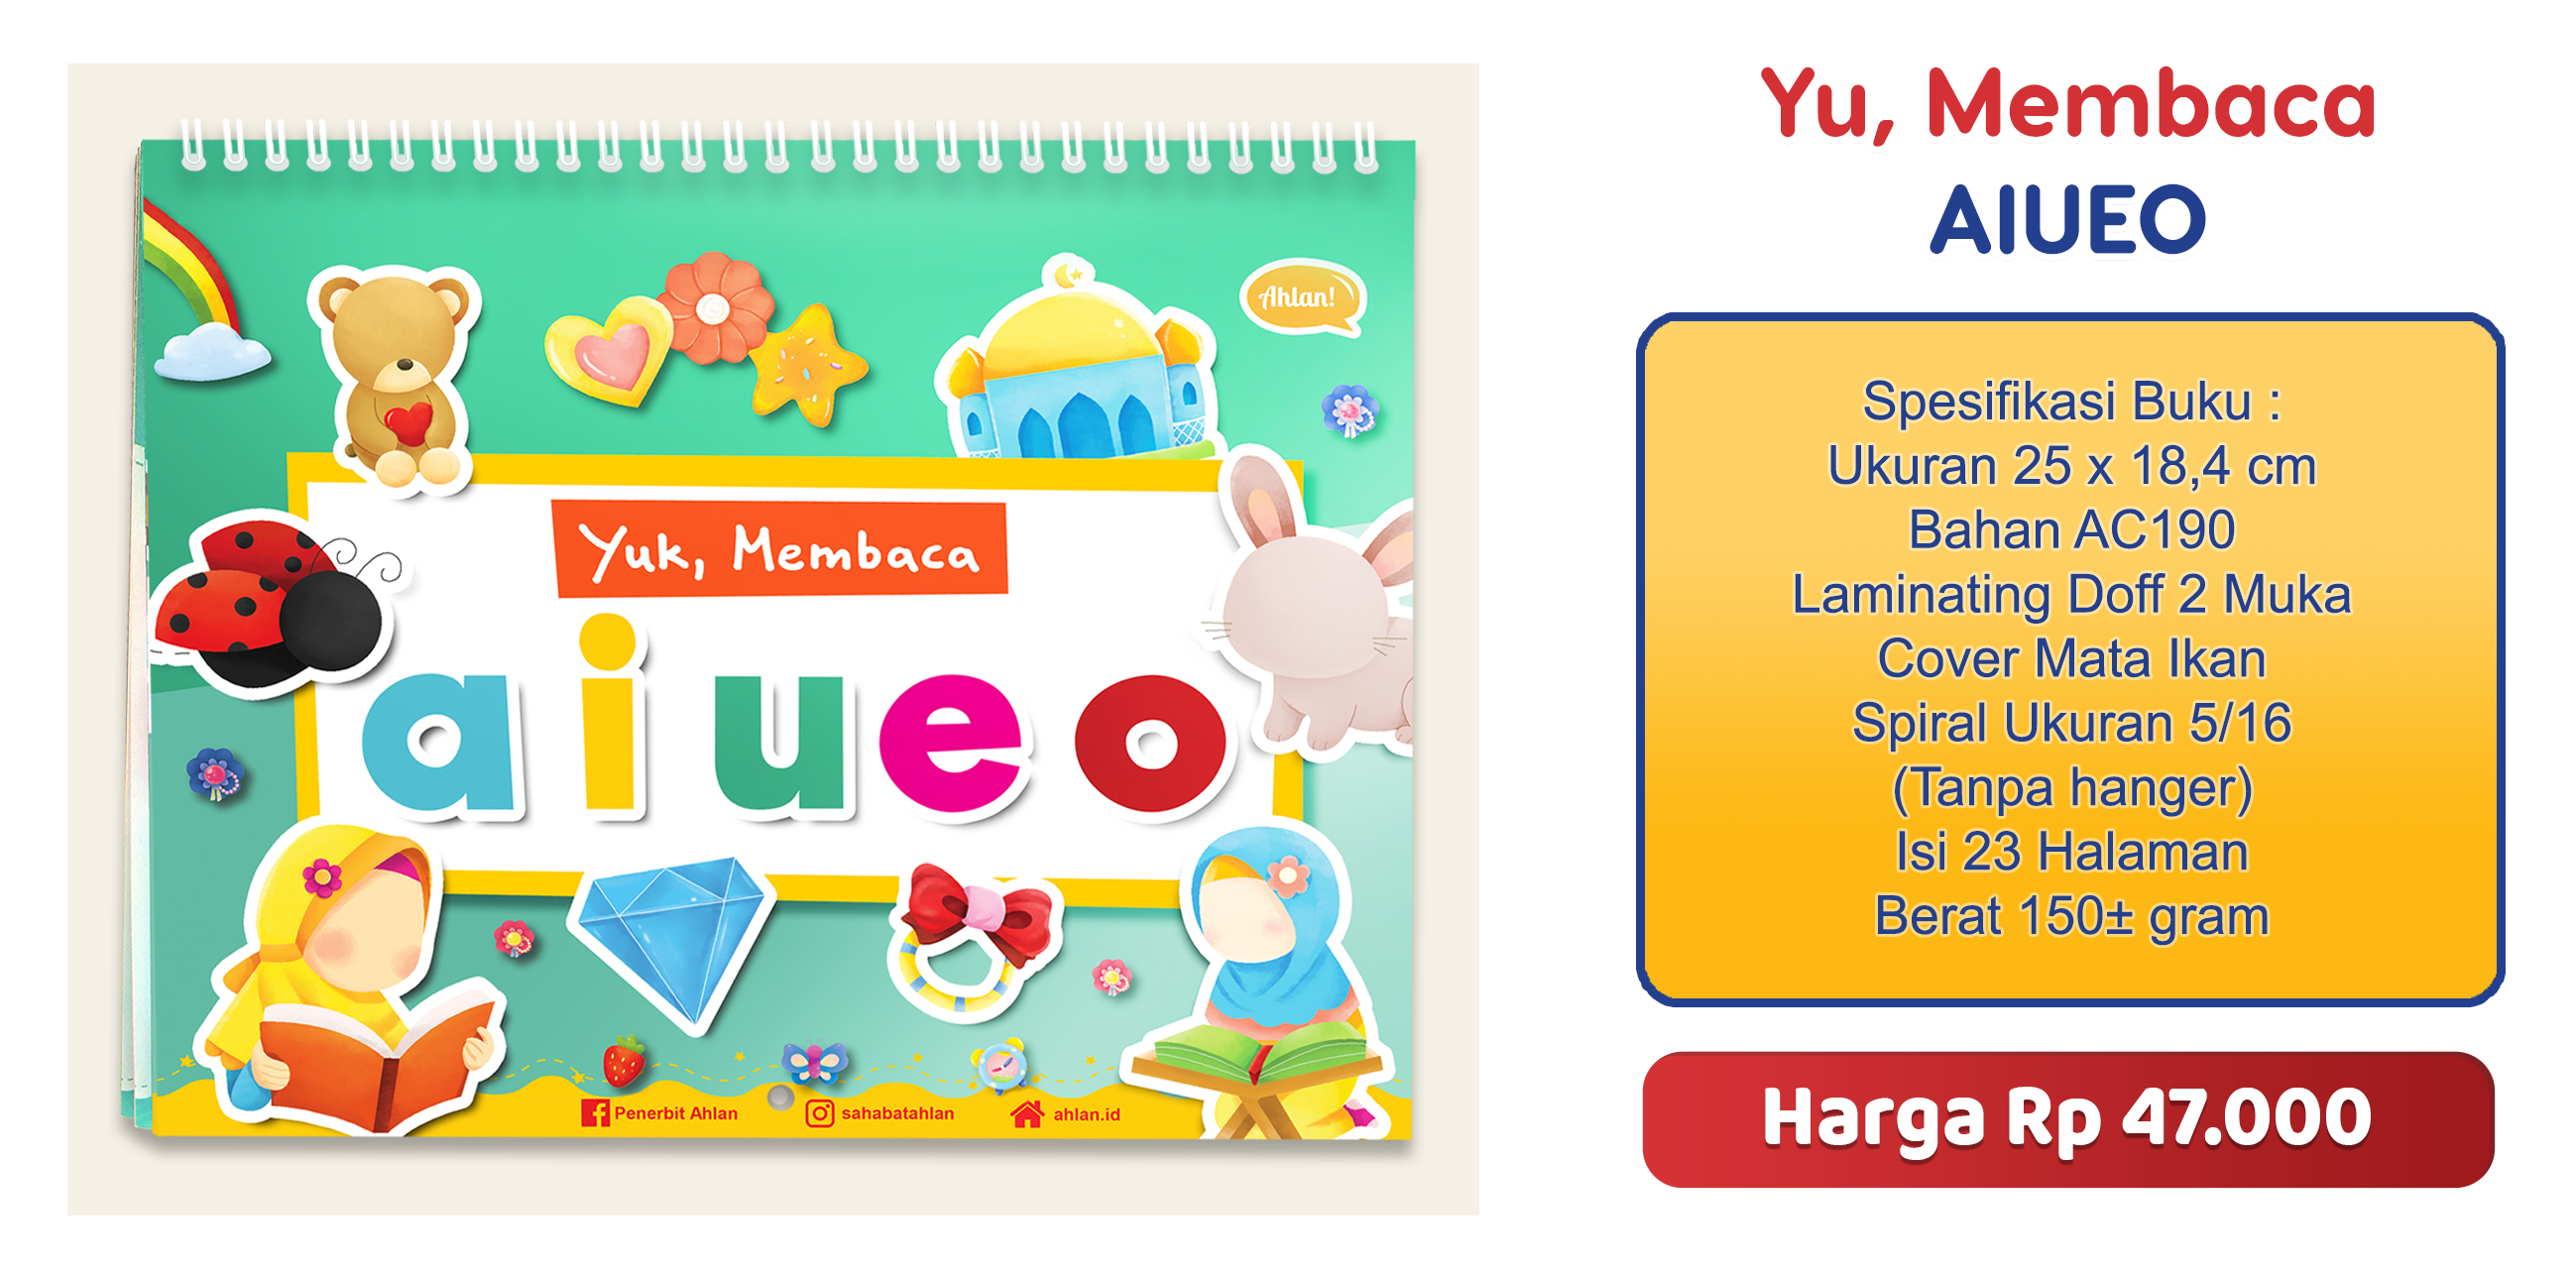 Ahlan!
Yuk, Membaca
a i u e o
Penerbit Ahlan
sahabatahlan
ahlan.id
Yu, Membaca
AIUEO
Spesifikasi Buku :
Ukuran 25 x 18,4 cm
Bahan AC190
Laminating Doff 2 Muka
Cover Mata Ikan
Spiral Ukuran 5/16
(Tanpa hanger)
Isi 23 Halaman
Berat 150± gram
Harga Rp 47.000